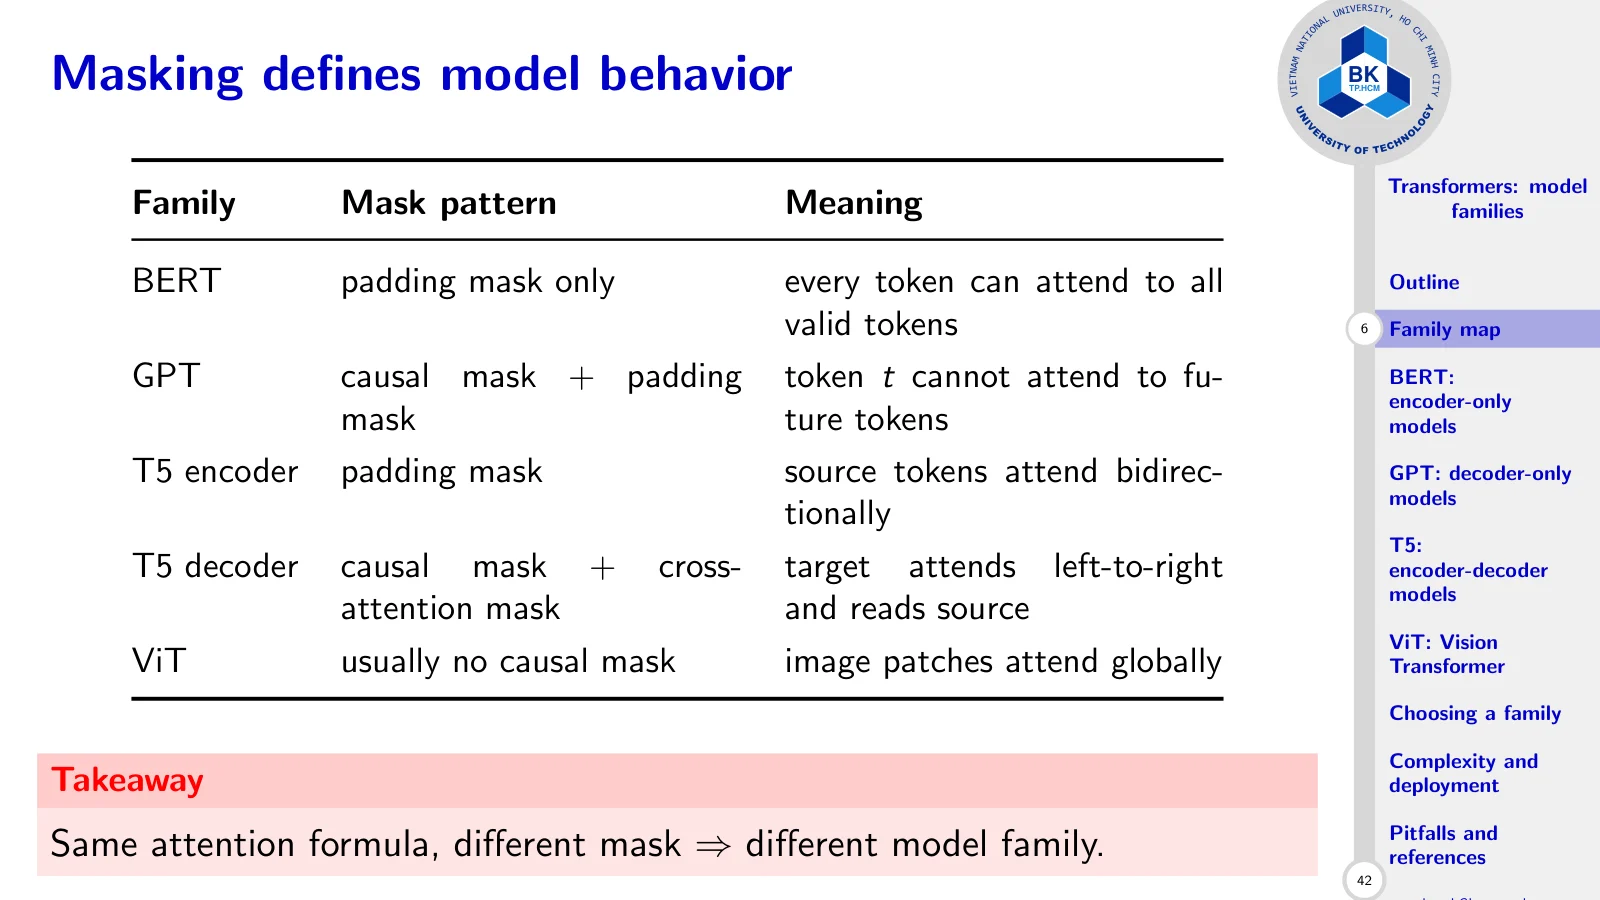 Masking defines model behavior
Family Mask pattern Meaning
BERT padding mask only every token can attend to all
valid tokens
GPT causal mask + padding token t cannot attend to fu-
mask ture tokens
T5 encoder padding mask source tokens attend bidirec-
tionally
T5 decoder causal mask + cross- target attends left-to-right
attention mask and reads source
ViT usually no causal mask image patches attend globally
Takeaway
Same attention formula, different mask ⇒ different model family.
VIETNAM NATIONAL UNIVERSITY, HO CHI MINH CITY
BK
TP.HCM
UNIVERSITY OF TECHNOLOGY
Transformers: model
families
Outline
6 Family map
BERT:
encoder-only
models
GPT: decoder-only
models
T5:
encoder-decoder
models
ViT: Vision
Transformer
Choosing a family
Complexity and
deployment
Pitfalls and
references
42